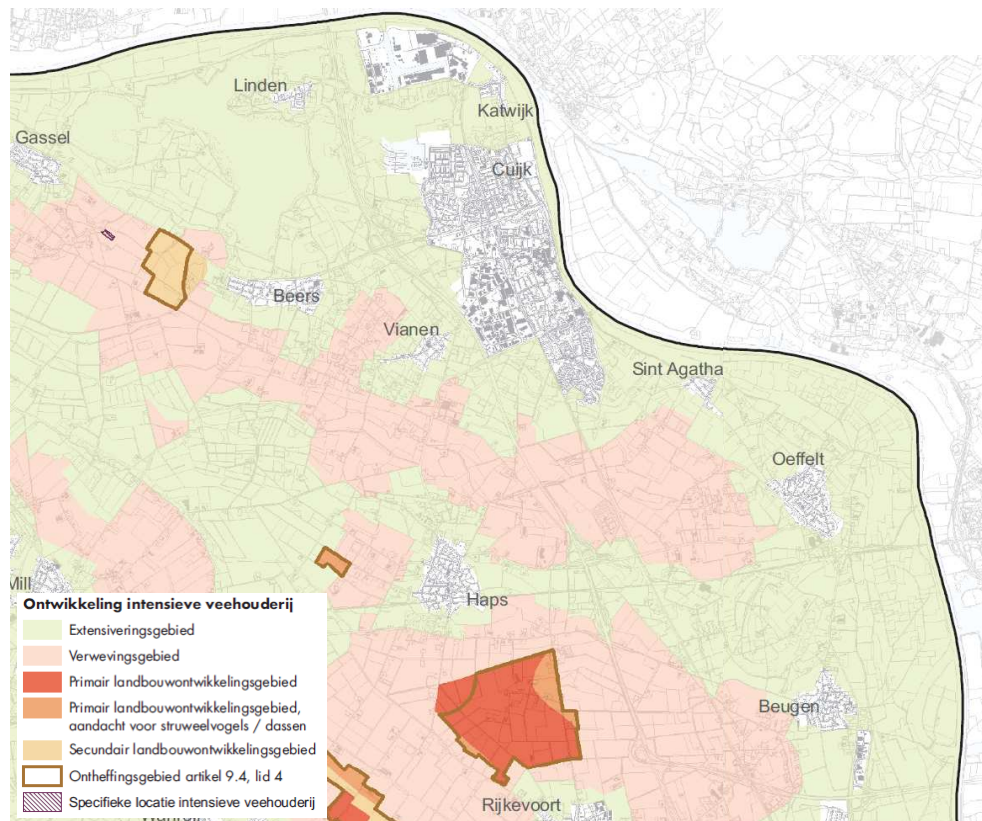 Linden
Katwijk
Gassel
Cuijk
Beers
Vianen
Sint Agatha
Oeffelt
Mill
Haps
Ontwikkeling intensieve veehouderij
Extensiveringsgebied
Verwevingsgebied
Primair landbouwontwikkelingsgebied
Primair landbouwontwikkelingsgebied,
aandacht voor struweelvogels / dassen
Secundair landbouwontwikkelingsgebied
Ontheffingsgebied artikel 9.4, lid 4
Specifieke locatie intensieve veehouderij
Beugen
Rijkevoort